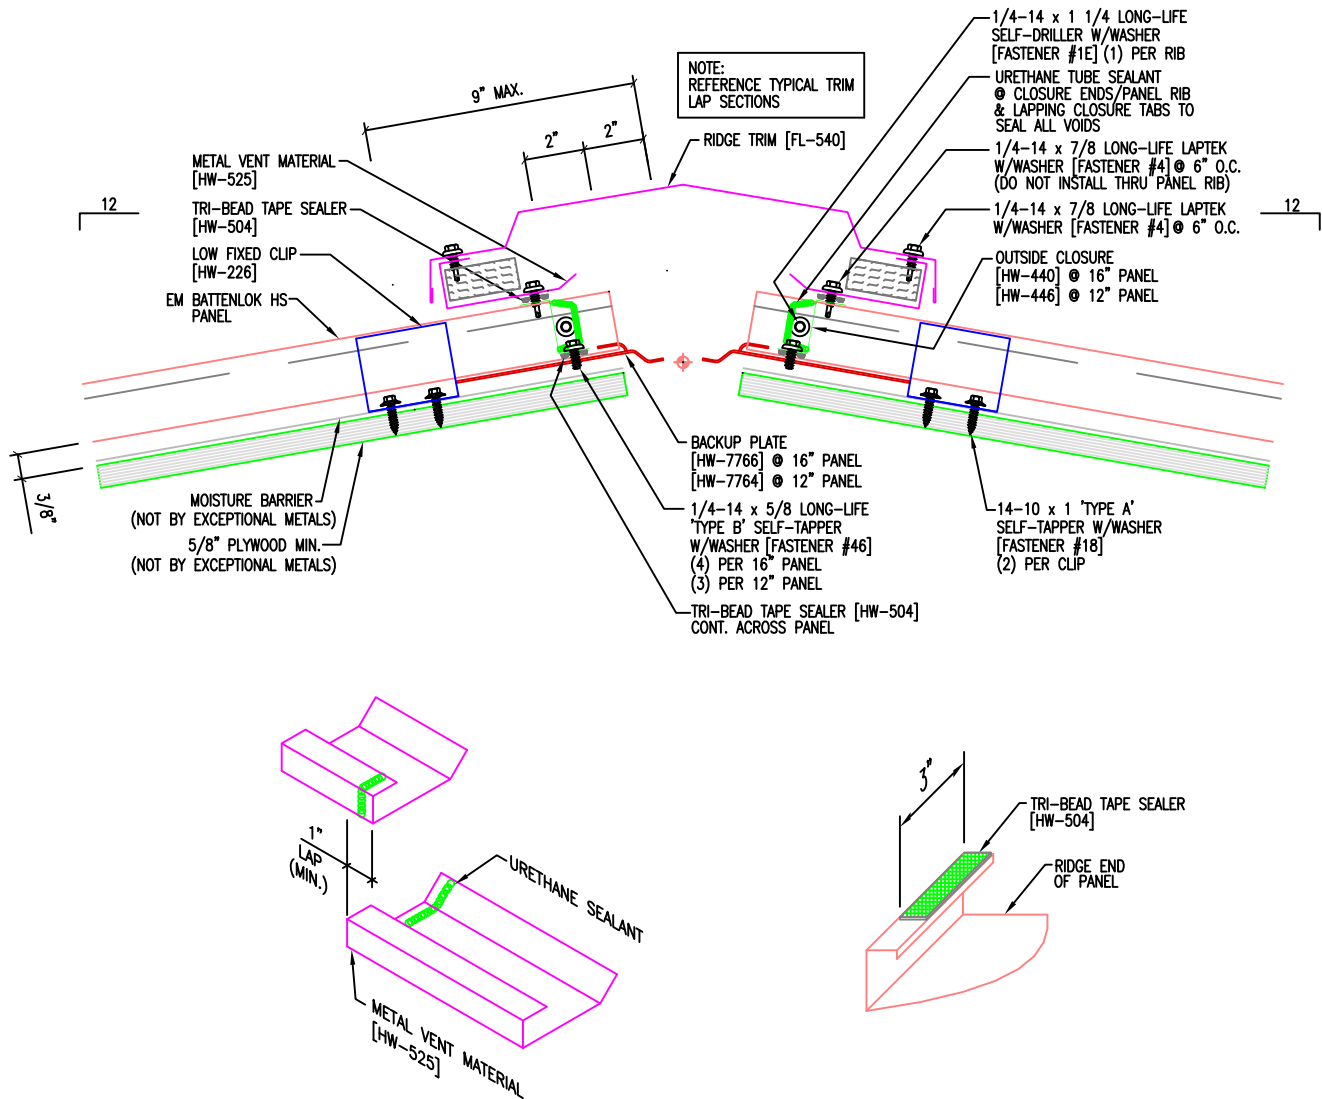 1/4-14 x 1 1/4 LONG-LIFE
SELF-DRILLER W/WASHER
[FASTENER #1E] (1) PER RIB
NOTE:
REFERENCE TYPICAL TRIM
LAP SECTIONS
9" MAX.
2"
2"
URETHANE TUBE SEALANT
@ CLOSURE ENDS/PANEL RIB
& LAPPING CLOSURE TABS TO
SEAL ALL VOIDS
RIDGE TRIM [FL-540]
METAL VENT MATERIAL
[HW-525]
1/4-14 x 7/8 LONG-LIFE LAPTEK
W/WASHER [FASTENER #4] @ 6" O.C.
(DO NOT INSTALL THRU PANEL RIB)
12
TRI-BEAD TAPE SEALER
[HW-504]
1/4-14 x 7/8 LONG-LIFE LAPTEK
W/WASHER [FASTENER #4] @ 6" O.C.
12
LOW FIXED CLIP
[HW-226]
OUTSIDE CLOSURE
[HW-440] @ 16" PANEL
[HW-446] @ 12" PANEL
EM BATTENLOK HS
PANEL
BACKUP PLATE
[HW-7766] @ 16" PANEL
[HW-7764] @ 12" PANEL
3/8"
MOISTURE BARRIER
(NOT BY EXCEPTIONAL METALS)
5/8" PLYWOOD MIN.
(NOT BY EXCEPTIONAL METALS)
1/4-14 x 5/8 LONG-LIFE
'TYPE B' SELF-TAPPER
W/WASHER [FASTENER #46]
(4) PER 16" PANEL
(3) PER 12" PANEL
14-10 x 1 'TYPE A'
SELF-TAPPER W/WASHER
[FASTENER #18]
(2) PER CLIP
TRI-BEAD TAPE SEALER [HW-504]
CONT. ACROSS PANEL
1"
LAP
(MIN.)
URETHANE SEALANT
METAL VENT MATERIAL
[HW-525]
3"
TRI-BEAD TAPE SEALER
[HW-504]
RIDGE END
OF PANEL